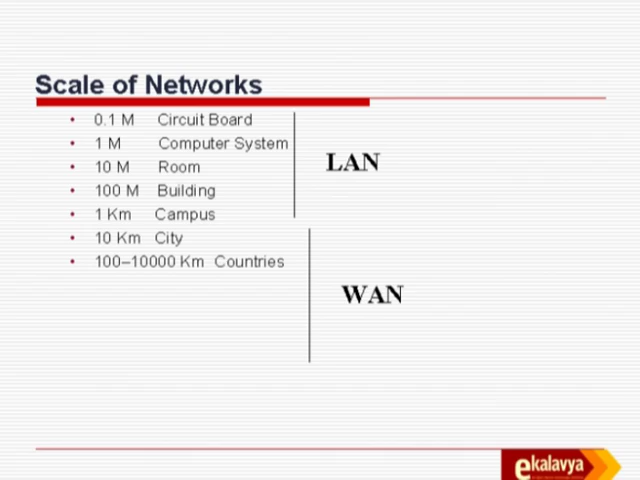 Scale of Networks
• 0.1 M Circuit Board
• 1 M Computer System
• 10 M Room
• 100 M Building
• 1 Km Campus
• 10 Km City
• 100–10000 Km Countries
LAN
WAN
ekalavya